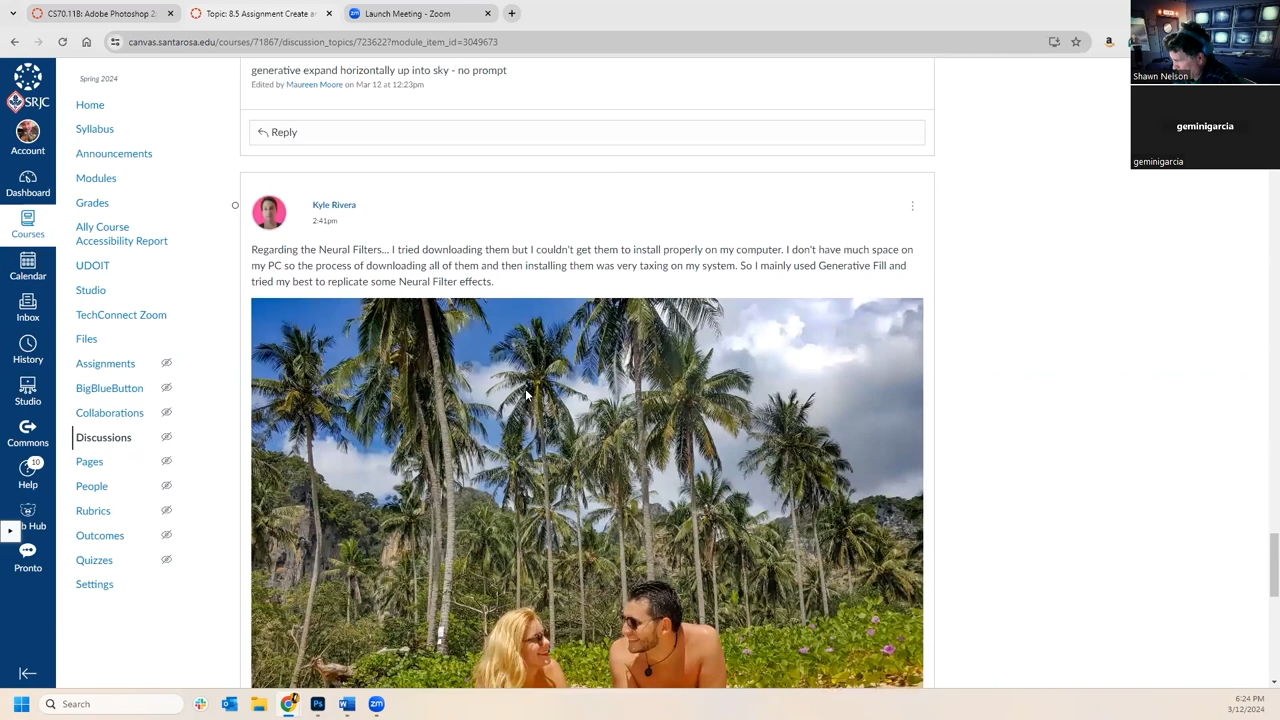 CS70.11B: Adobe Photoshop 2
Topic: 8.5 Assignment Create ar
Launch Meeting - Zoom
canvas.santarosa.edu/courses/71867/discussion_topics/723622?module_item_id=3049673
Shawn Nelson
geminigarcia
geminigarcia
SRJC
Account
Dashboard
Courses
Calendar
Inbox
History
Studio
Commons
10
Help
b Hub
Pronto
Spring 2024
Home
Syllabus
Announcements
Modules
Grades
Ally Course
Accessibility Report
UDOIT
Studio
TechConnect Zoom
Files
Assignments
BigBlueButton
Collaborations
Discussions
Pages
People
Rubrics
Outcomes
Quizzes
Settings
generative expand horizontally up into sky - no prompt
Edited by Maureen Moore on Mar 12 at 12:23pm
Reply
Kyle Rivera
2:41pm
Regarding the Neural Filters... I tried downloading them but I couldn't get them to install properly on my computer. I don't have much space on
my PC so the process of downloading all of them and then installing them was very taxing on my system. So I mainly used Generative Fill and
tried my best to replicate some Neural Filter effects.
Search
6:24 PM
3/12/2024